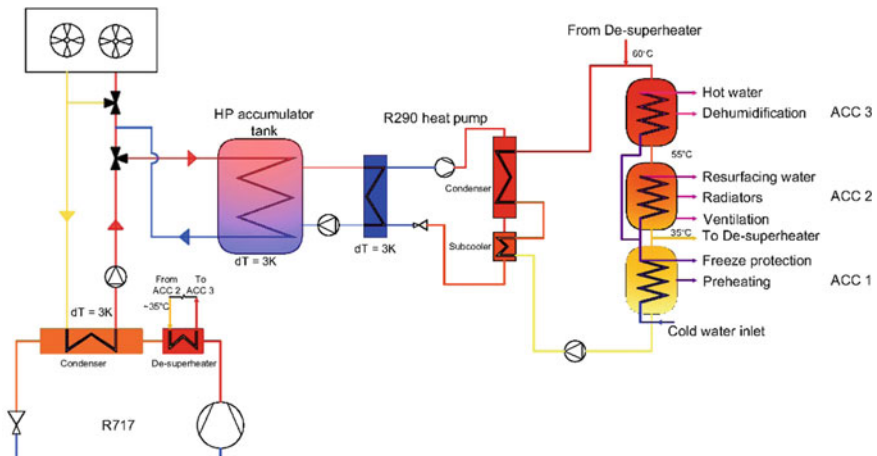 From De-superheater
60°C
HP accumulator
tank
R290 heat pump
Hot water
Dehumidification
ACC 3
Condenser
55°C
Resurfacing water
Radiators
ACC 2
Ventilation
Subcooler
35°C
To De-superheater
dT = 3K
dT = 3K
Freeze protection
Preheating
ACC 1
From
ACC 2
To
ACC 3
~35°C
dT = 3K
Cold water inlet
Condenser
De-superheater
R717